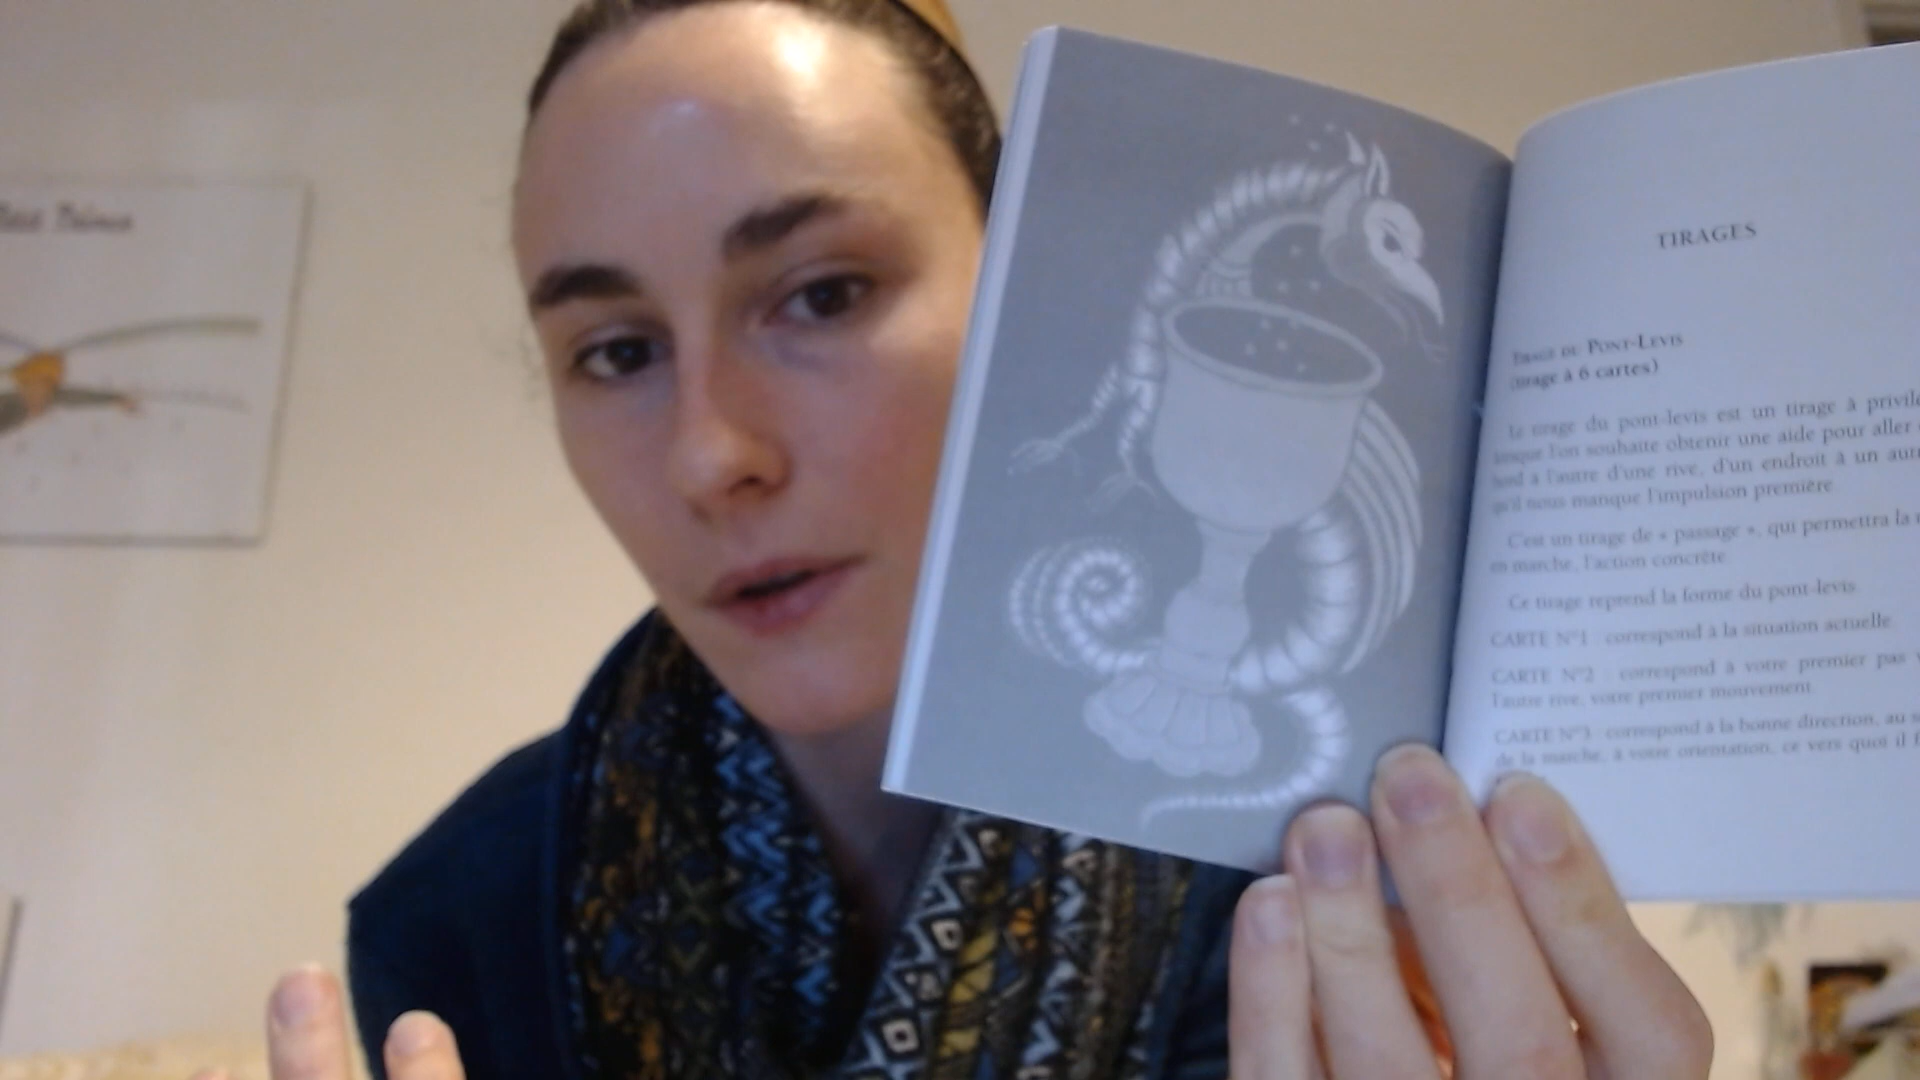 TIRAGES
TIRAGE DU PONT-LEVIS
(tirage à 6 cartes)
Le tirage du pont-levis est un tirage à
lorsque l'on souhaite obtenir une aide pour aller
bord à l'autre d'une rive, d'un endroit à un
qu'il nous manque l'impulsion première.
C'est un tirage de « passage », qui permettra la
en marche, l'action concrète.
Ce tirage reprend la forme du pont-levis.
CARTE N°1 : correspond à la situation actuelle.
CARTE N°2 : correspond à votre premier pas
l'autre rive, votre premier mouvement.
CARTE N°3 : correspond à la bonne direction, au
de la marche, à votre orientation, ce vers quoi il